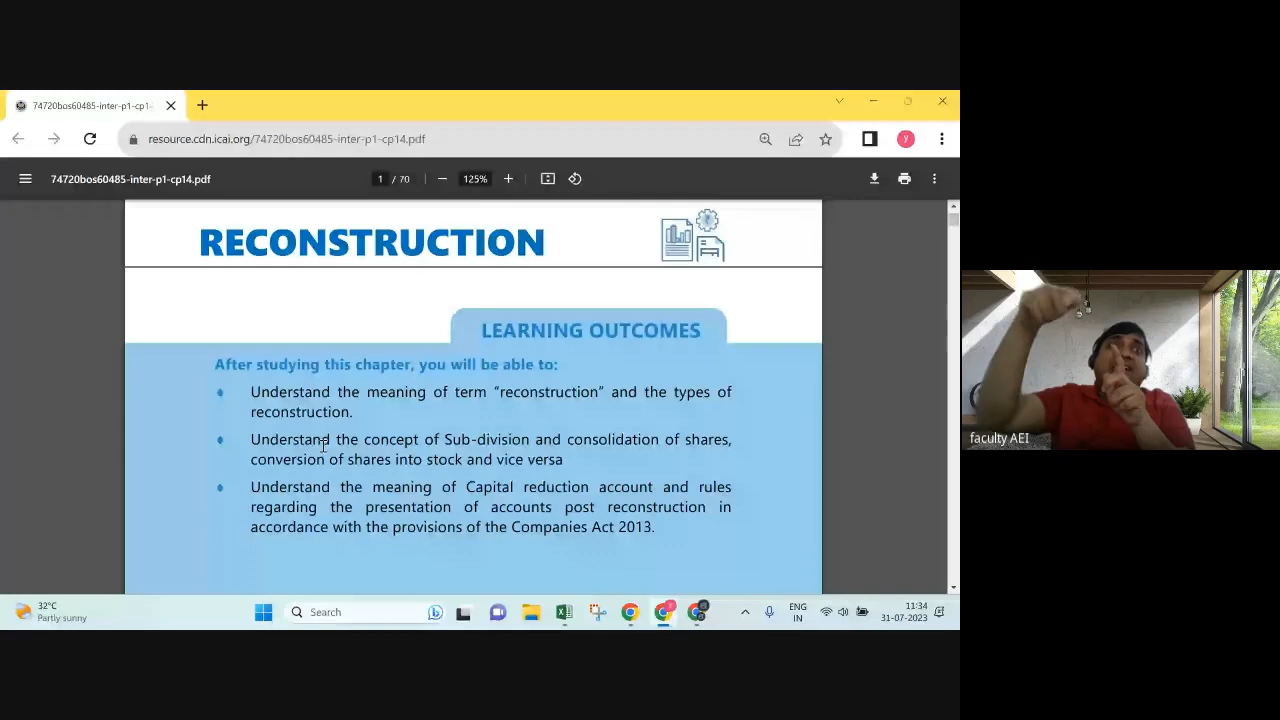 74720bos60485-inter-p1-cp1-
resource.cdn.icai.org/74720bos60485-inter-p1-cp14.pdf
y
74720bos60485-inter-p1-cp14.pdf
1 / 70
125%
RECONSTRUCTION
LEARNING OUTCOMES
After studying this chapter, you will be able to:
Understand the meaning of term “reconstruction” and the types of
reconstruction.
Understand the concept of Sub-division and consolidation of shares,
conversion of shares into stock and vice versa
Understand the meaning of Capital reduction account and rules
regarding the presentation of accounts post reconstruction in
accordance with the provisions of the Companies Act 2013.
faculty AEI
32°C
Partly sunny
Search
ENG
IN
11:34
31-07-2023